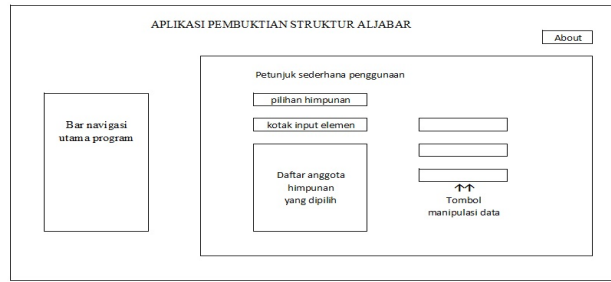 APLIKASI PEMBUKTIAN STRUKTUR ALJABAR
About
Bar navigasi
utama program
Petunjuk sederhana penggunaan
pilihan himpunan
kotak input elemen
Daftar anggota
himpunan
yang dipilih
Tombol
manipulasi data